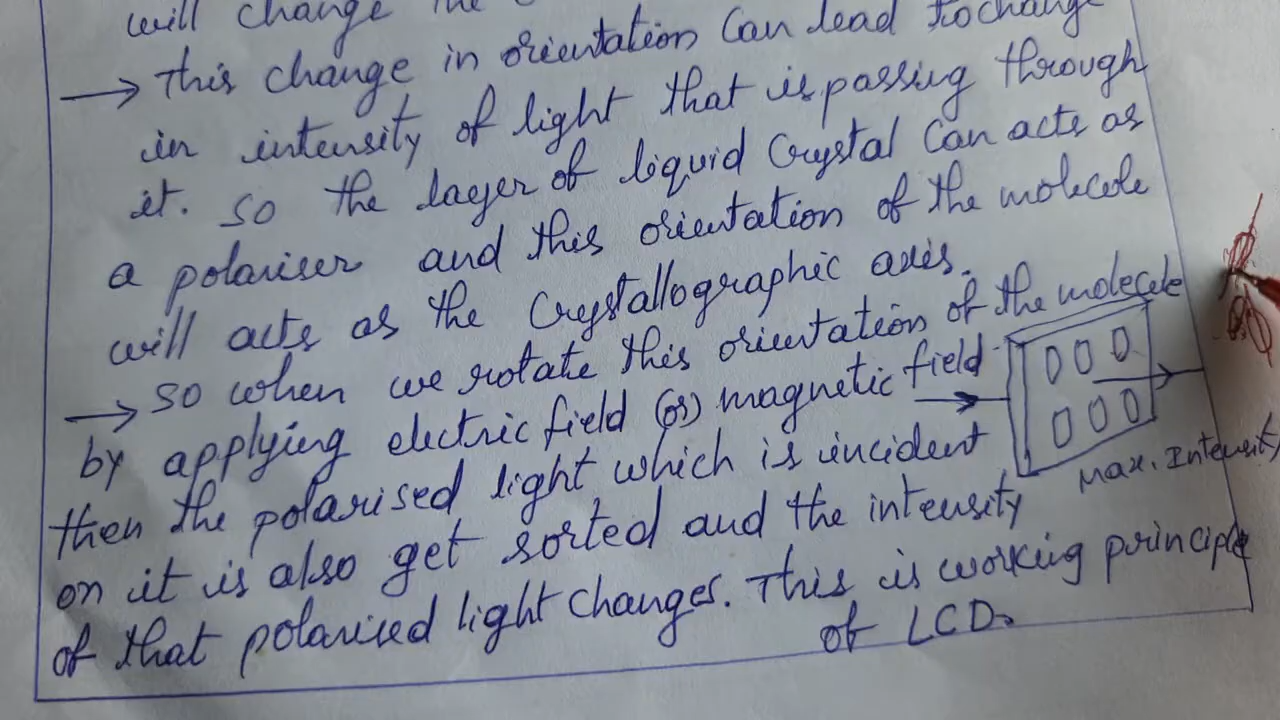 will change the
→ This change in orientation can lead to change
in intensity of light that is passing through
it. so the layer of liquid crystal can acts as
a polariser and this orientation of the molecule
will acts as the crystallographic axis.
→ so when we rotate this orientation of the molecule
by applying electric field (or) magnetic field
then the polarised light which is incident
on it is also get sorted and the intensity
of that polarised light changes. This is working principle
of LCD.
Max. Intensity